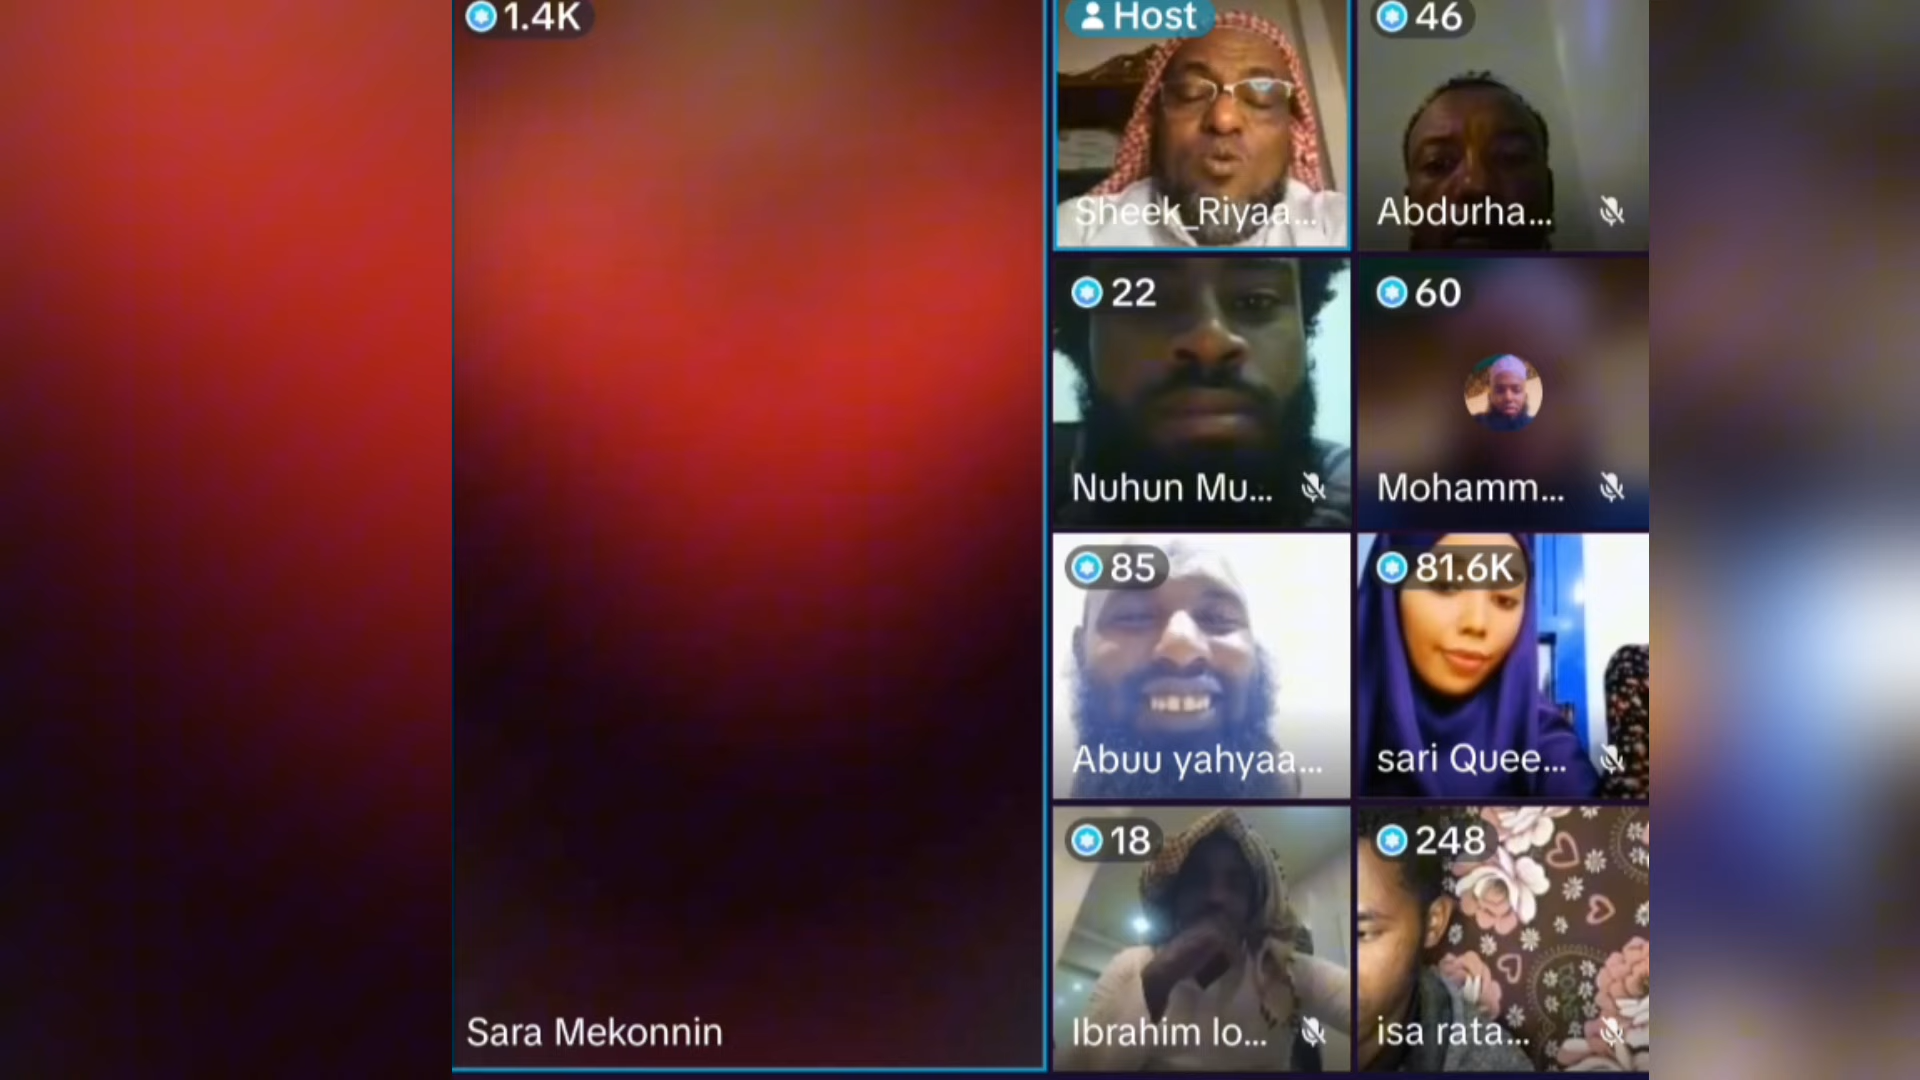 1.4K
Host
Sheek_Riyaa...
46
Abdurha...
22
Nuhun Mu...
60
Mohamm...
85
Abuu yahyaa...
81.6K
sari Quee...
18
Ibrahim lo...
248
isa rata...
Sara Mekonnin